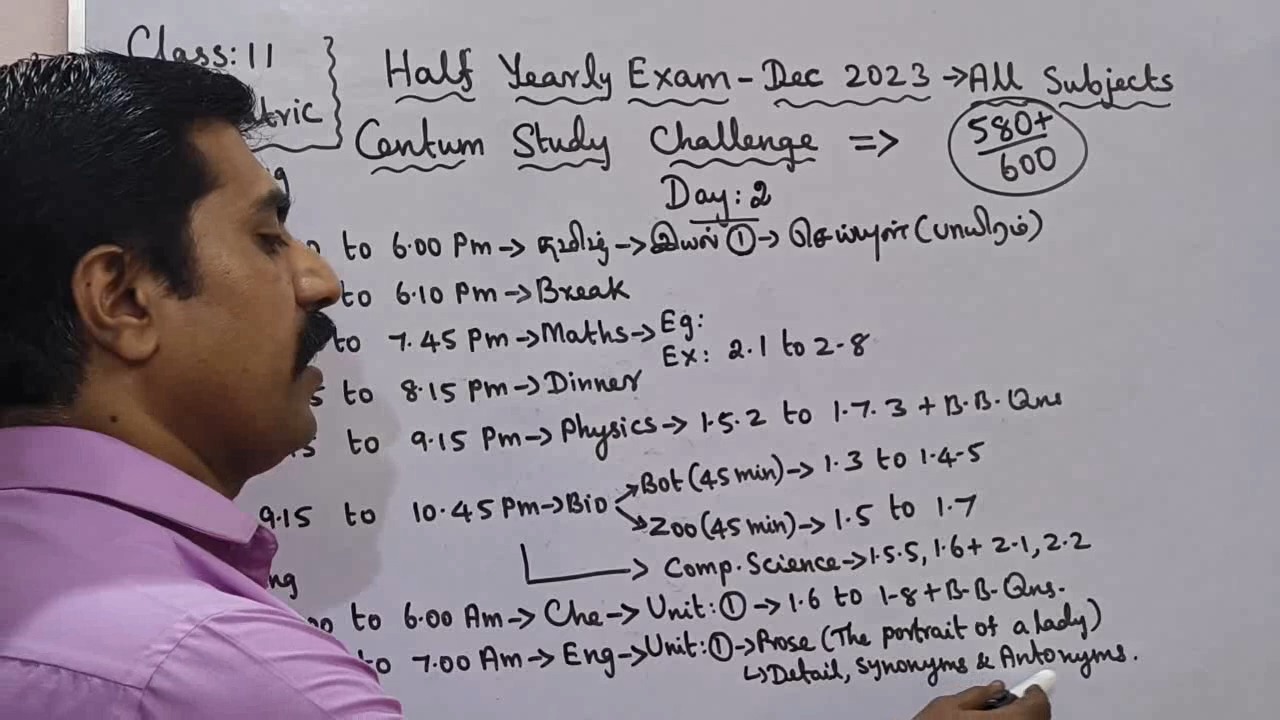 Class: 11
Half Yearly Exam - Dec 2023 → All Subjects
Centum Study Challenge => 580+/600
Day: 2
to 6.00 Pm → தமிழ் → இயல் ① → செய்யுள் (பாயிரம்)
to 6.10 Pm → Break
to 7.45 Pm → Maths → Eg:
Ex: 2.1 to 2.8
to 8.15 Pm → Dinner
to 9.15 Pm → Physics → 1.5.2 to 1.7.3 + B.B. Qns
9.15 to 10.45 Pm → Bio → Bot (45 min) → 1.3 to 1.4.5
→ Zoo (45 min) → 1.5 to 1.7
→ Comp. Science → 1.5.5, 1.6 + 2.1, 2.2
to 6.00 Am → Che → Unit: ① → 1.6 to 1.8 + B.B. Qns.
to 7.00 Am → Eng → Unit: ① → Prose (The portrait of a lady)
↳ Detail, Synonyms & Antonyms.